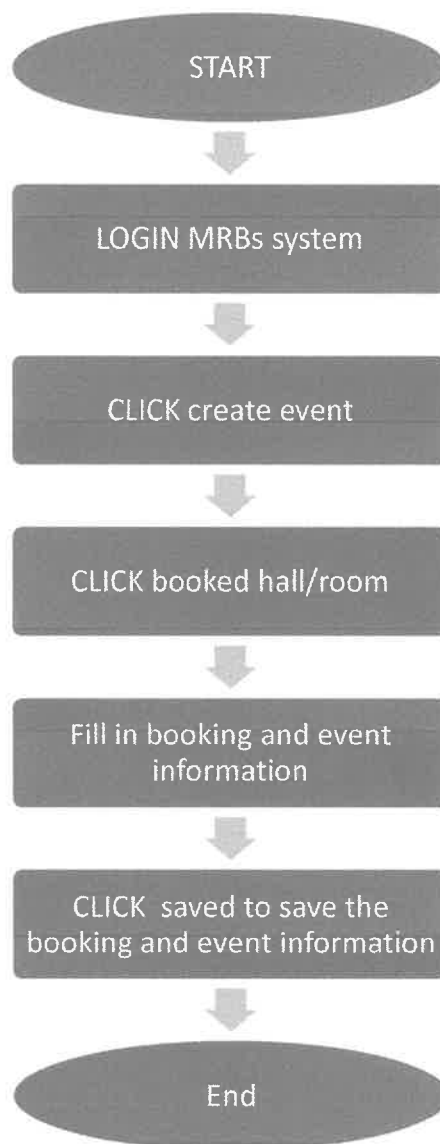 START
LOGIN MRBs system
CLICK create event
CLICK booked hall/room
Fill in booking and event
information
CLICK saved to save the
booking and event information
End